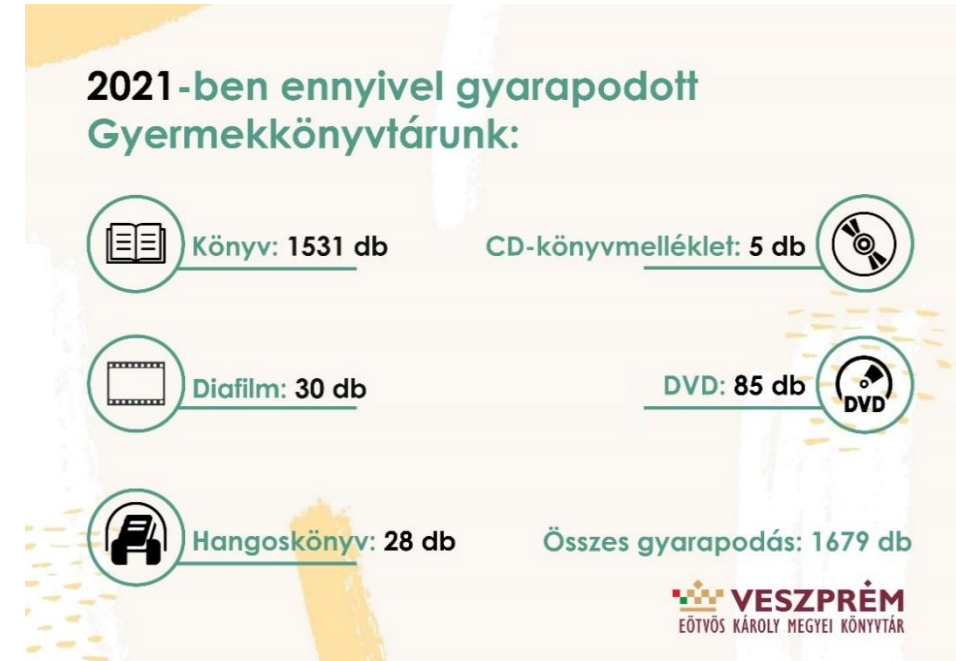 2021-ben ennyivel gyarapodott
Gyermekkönyvtárunk:
Könyv: 1531 db
CD-könyvmelléklet: 5 db
Diafilm: 30 db
DVD: 85 db
DVD
Hangoskönyv: 28 db
Összes gyarapodás: 1679 db
VESZPRÉM
EÖTVÖS KÁROLY MEGYEI KÖNYVTÁR